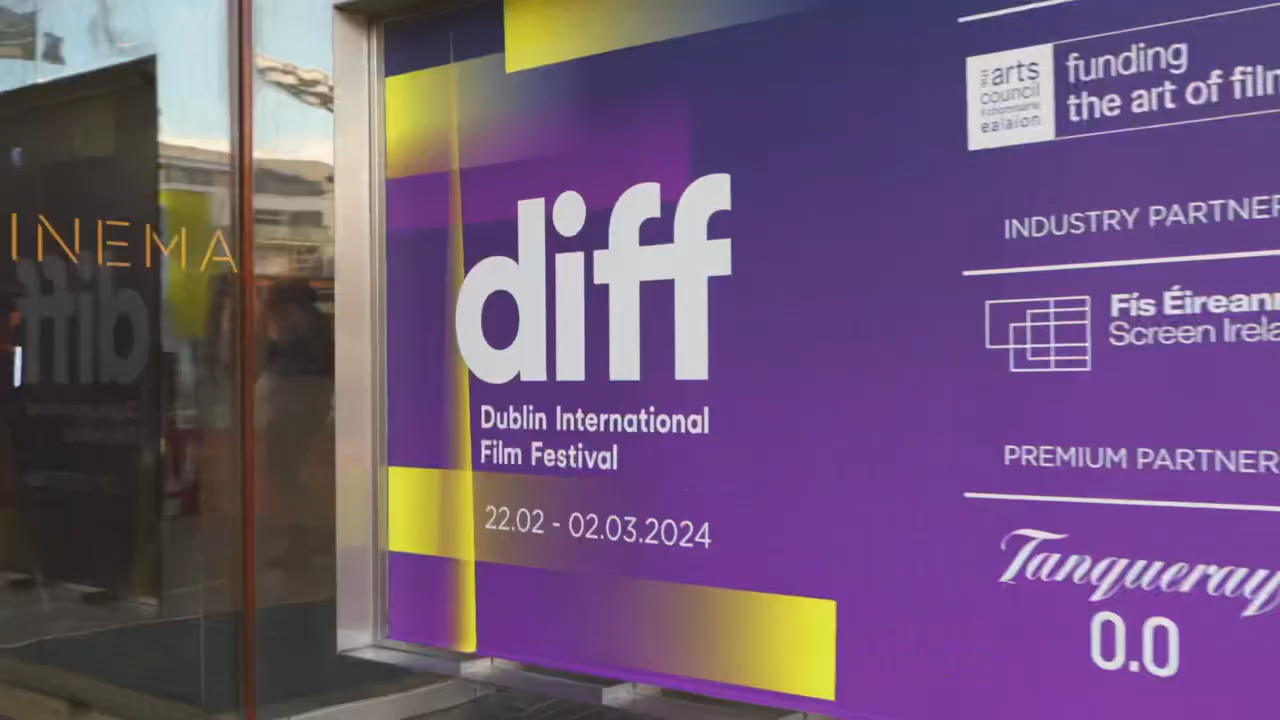 INEMA
diff
Dublin International
Film Festival
22.02 - 02.03.2024
arts
council
ealaíon
funding
the art of film
INDUSTRY PARTNER
Fís Éireann
Screen Irela
PREMIUM PARTNER
Tanqueray
0.0